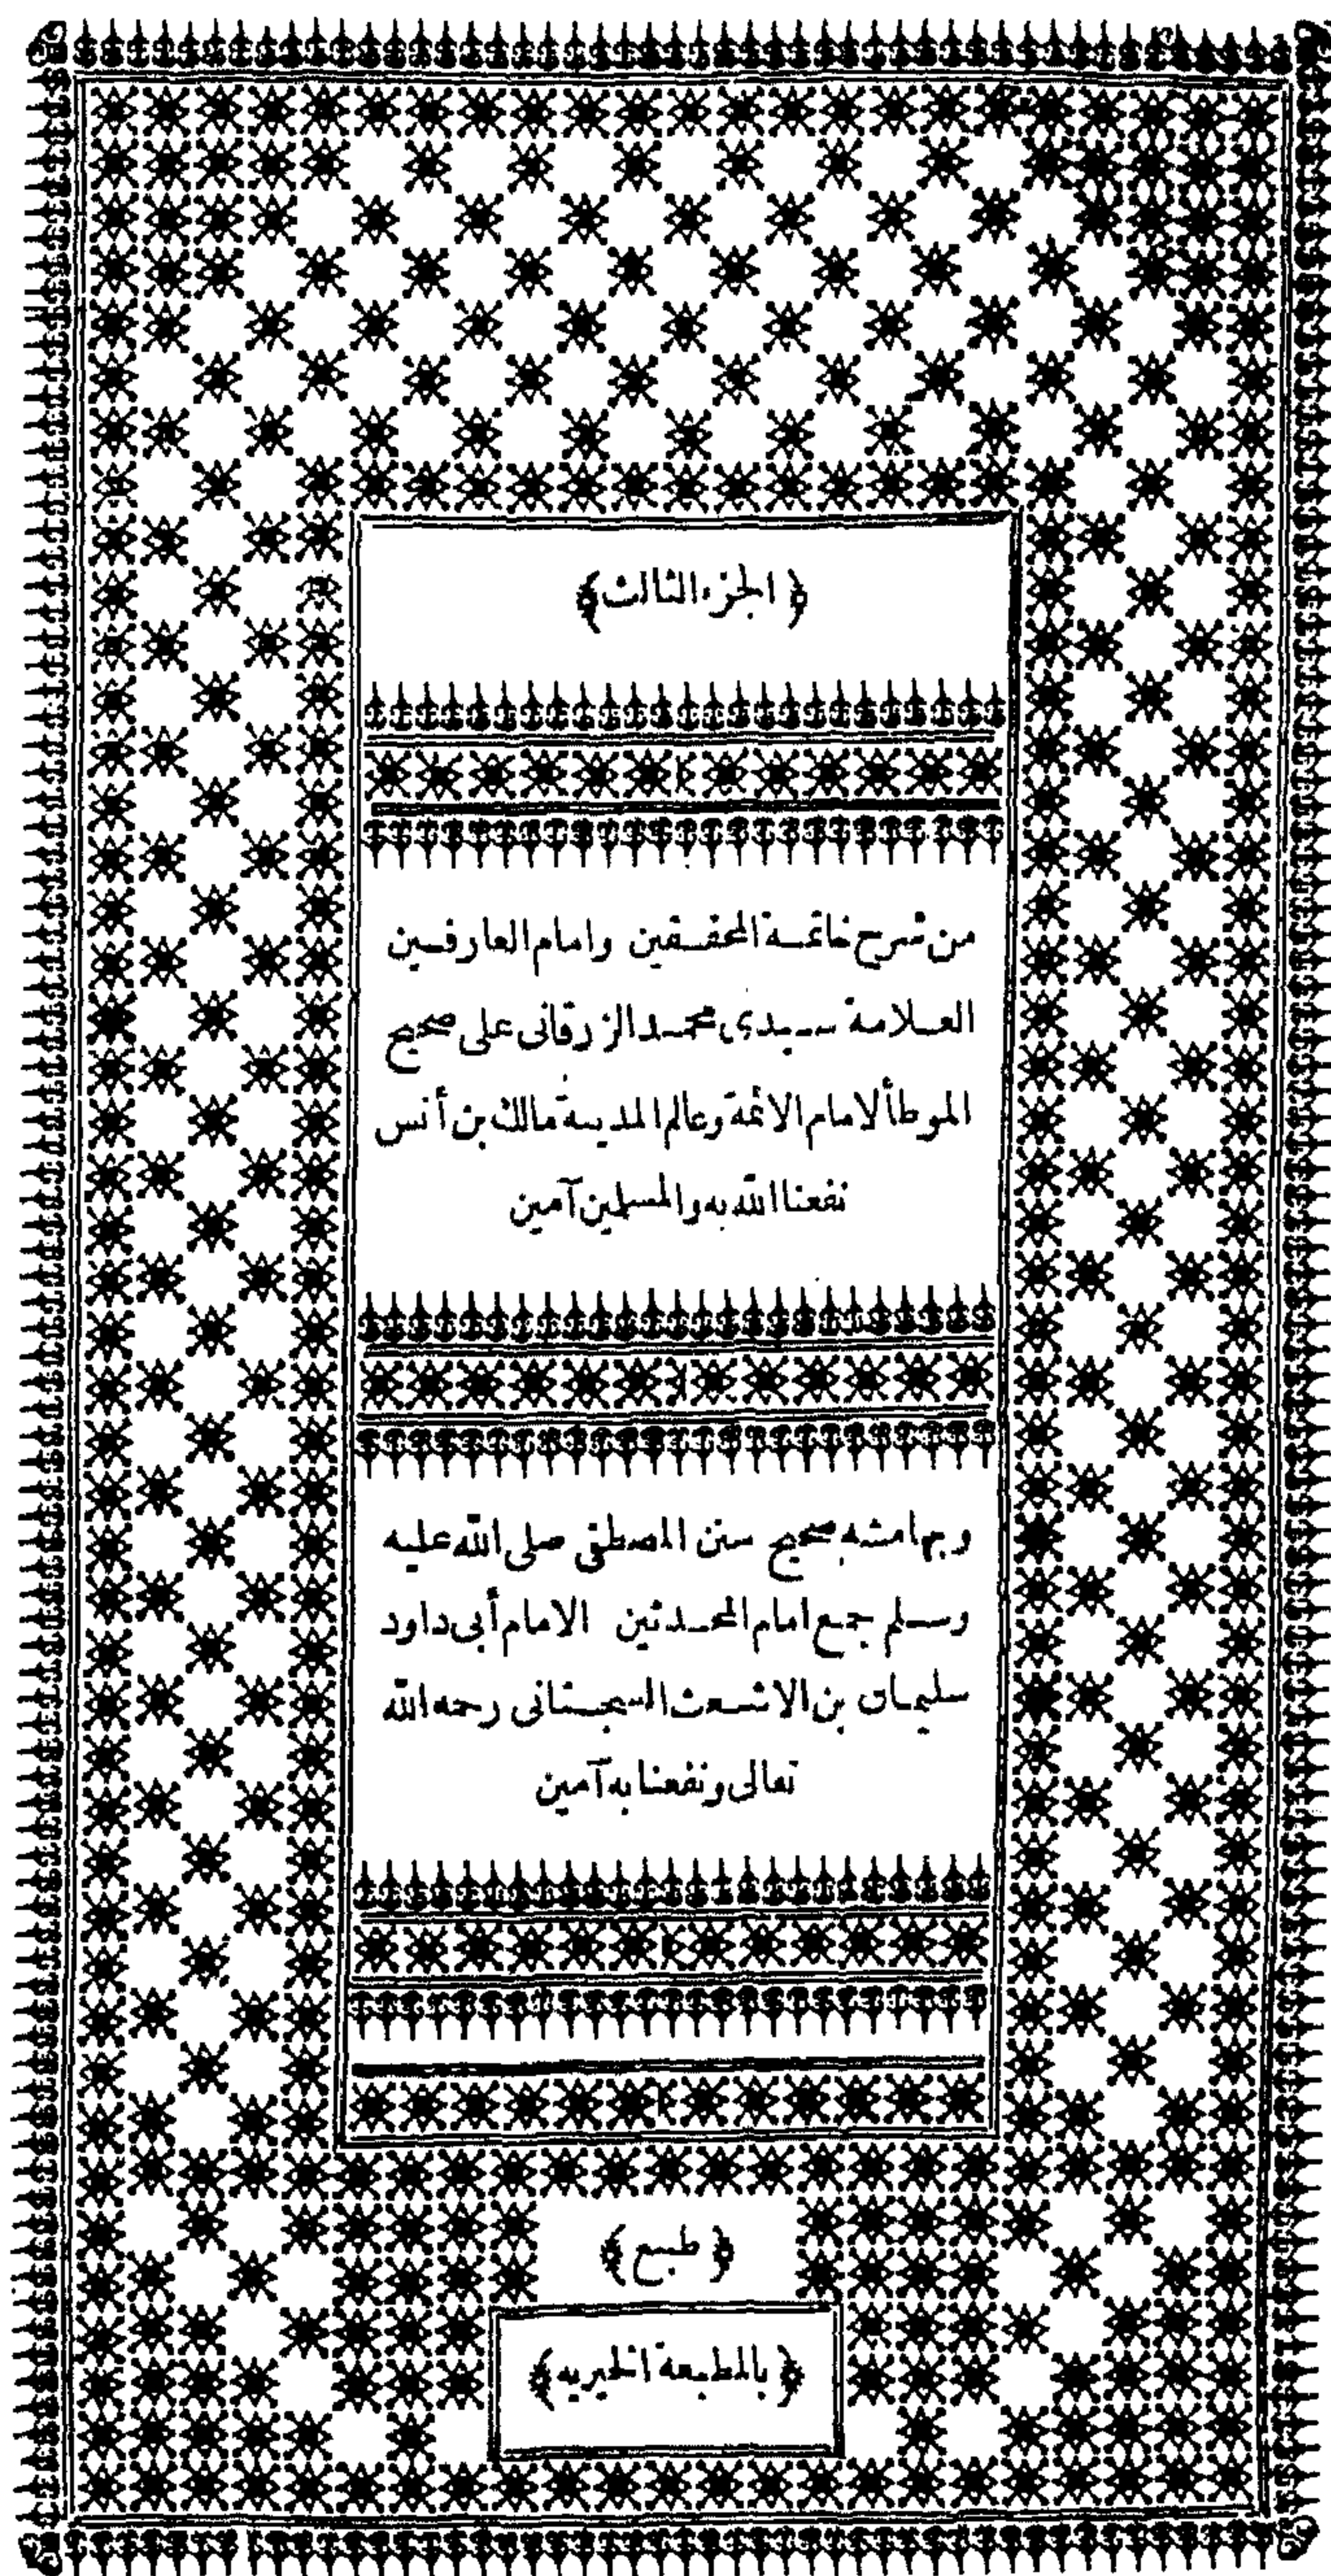 ﴿ الجزء الثالث ﴾
من شرح خاتمة المحققين وامام العارفين
العلامة سيدى محمد الزرقانى على صحيح
الموطأ لامام الائمة وعالم المدينة مالك بن أنس
نفعنا الله به والمسلمين آمين
وبهامشه صحيح سنن المصطفى صلى الله عليه
وسلم جمع امام المحدثين الامام أبى داود
سليمان بن الاشعث السجستانى رحمه الله
تعالى ونفعنا به آمين
﴿ طبع ﴾
﴿ بالمطبعة الخيريه ﴾